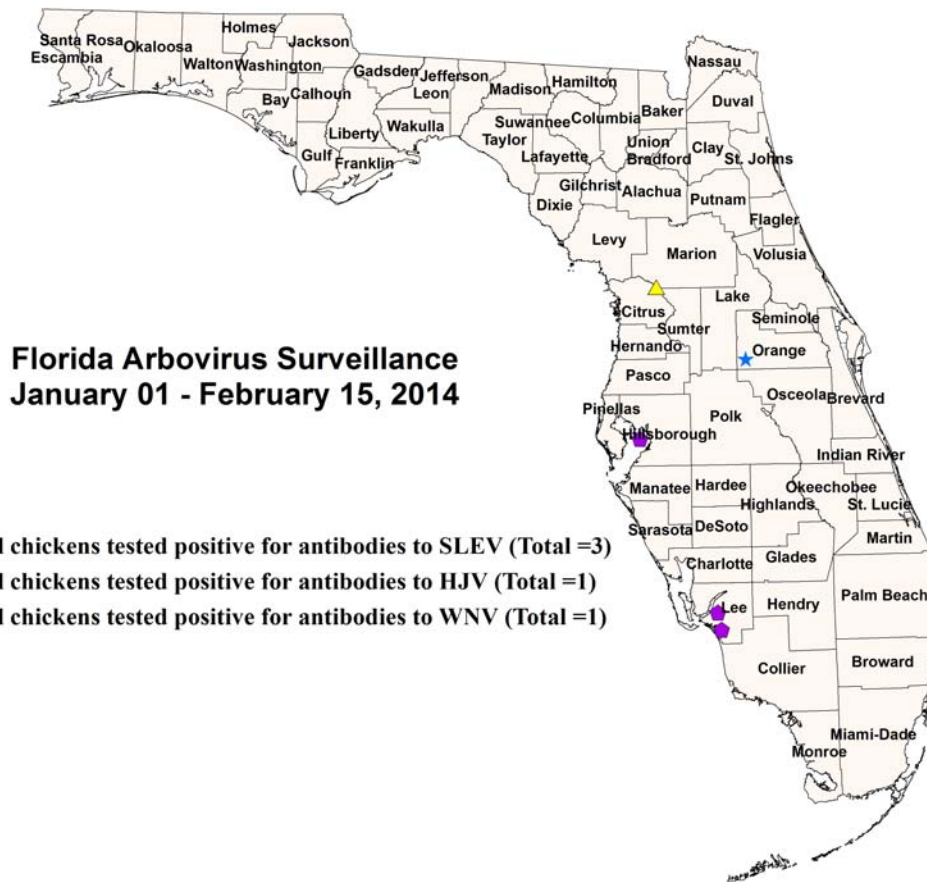 Holmes
Jackson
Santa Rosa
Okaloosa
Escambia
Walton
Washington
Nassau
Gadsden
Jefferson
Leon
Madison
Hamilton
Bay
Calhoun
Duval
Suwannee
Columbia
Baker
Liberty
Wakulla
Taylor
Union
Clay
Gulf
Franklin
Lafayette
Bradford
St. Johns
Gilchrist
Alachua
Putnam
Dixie
Flagler
Levy
Marion
Volusia
Lake
Citrus
Seminole
Sumter
Hernando
Orange
Florida Arbovirus Surveillance
January 01 - February 15, 2014
Pasco
Osceola
Brevard
Pinellas
Polk
Hillsborough
Indian River
Manatee
Hardee
Okeechobee
Highlands
St. Lucie
Sarasota
DeSoto
Martin
chickens tested positive for antibodies to SLEV (Total =3)
Glades
Charlotte
chickens tested positive for antibodies to HJV (Total =1)
Palm Beach
Lee
Hendry
chickens tested positive for antibodies to WNV (Total =1)
Collier
Broward
Miami-Dade
Monroe